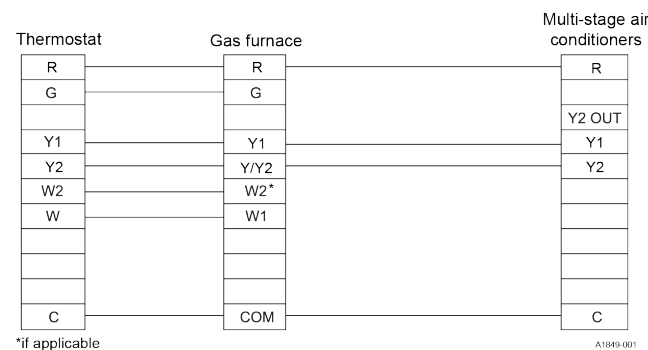 Multi-stage air
Thermostat Gas furnace conditioners
R R R
G G
Y2 OUT
Y1 Y1 Y1
Y2 Y/Y2 Y2
W2 W2*
W W1
C COM C
*if applicable
A1849-001